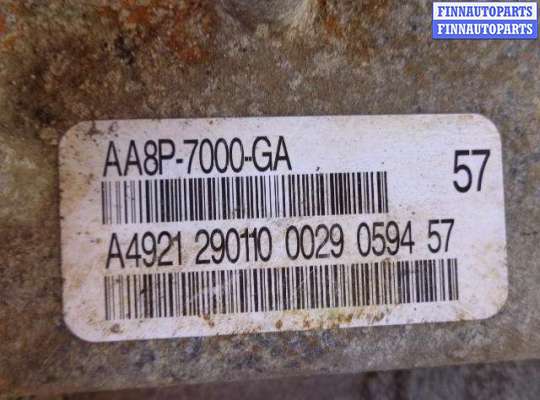 FINNAUTOPARTS
FINNAUTOPARTS
AA8P-7000-GA
57
A4921 290110 0029 0594 57